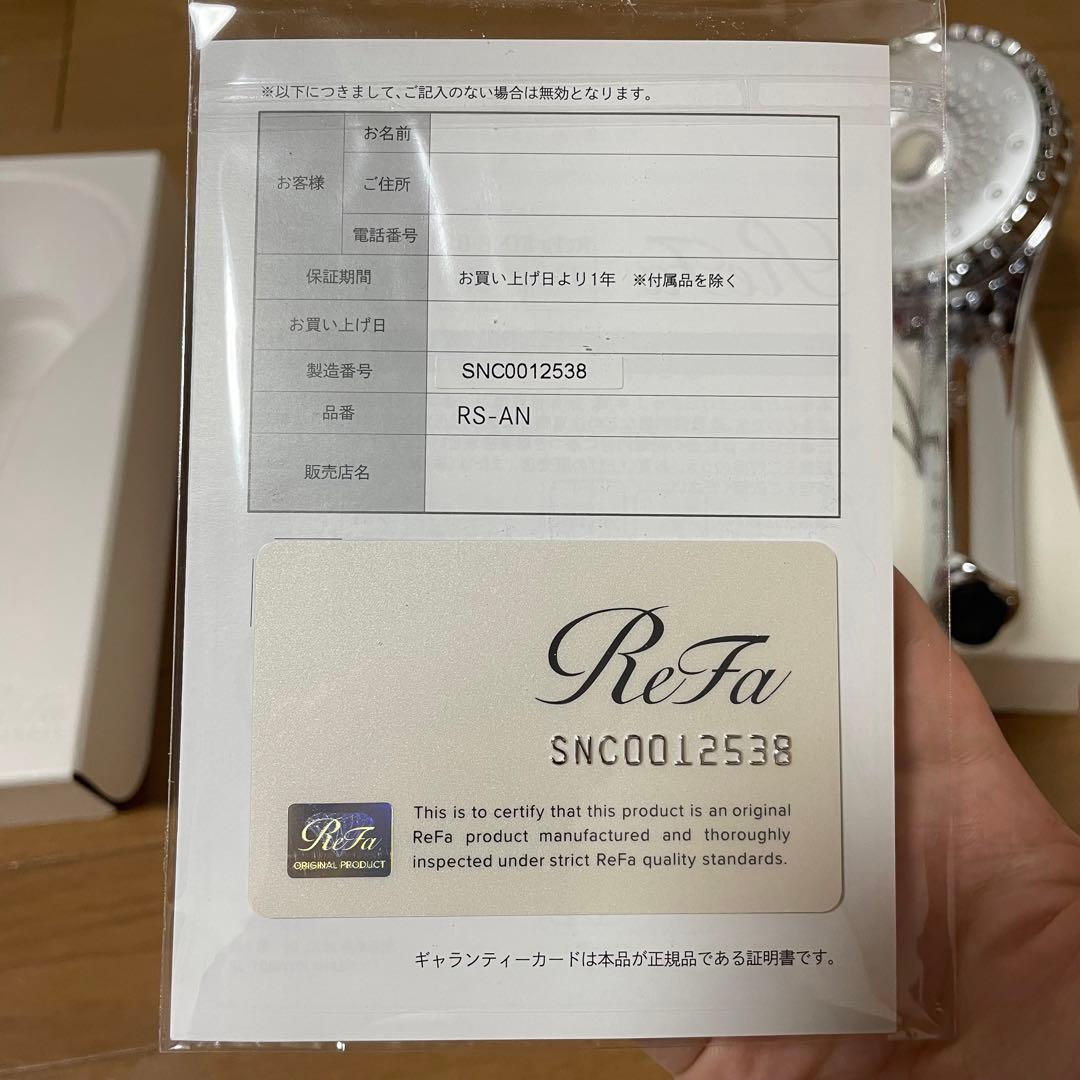 ※以下につきまして、ご記入のない場合は無効となります。
お客様
お名前
ご住所
電話番号
保証期間 お買い上げ日より1年 ※付属品を除く
お買い上げ日
製造番号 SNC0012538
品番 RS-AN
販売店名
ReFa
SNC0012538
This is to certify that this product is an original
ReFa product manufactured and thoroughly
inspected under strict ReFa quality standards.
ReFa
ORIGINAL PRODUCT
ギャランティーカードは本品が正規品である証明書です。